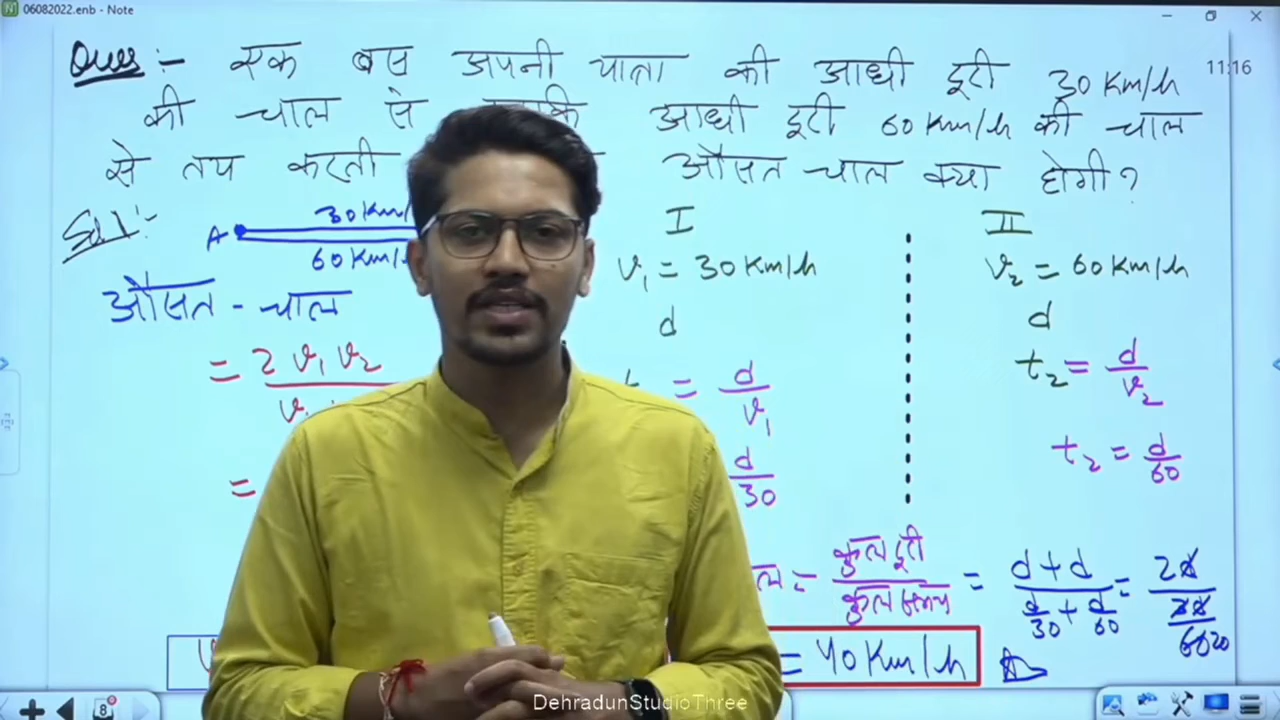 06082022.enb - Note
11:16
Ques :- एक बस अपनी यात्रा की आधी दूरी 30 Km/h
की चाल से आधी दूरी 60 Km/h की चाल
से तय करती औसत चाल क्या होगी?
Sol :-
A 30 Km/
60 Km/h
औसत - चाल
= 2 v₁ v₂
=
I
v₁ = 30 Km/h
d
= d/v₁
d/30
II
v₂ = 60 Km/h
d
t₂ = d/v₂
t₂ = d/60
= कुल दूरी/कुल समय = d+d/(d/30 + d/60) = 2d/(3d/60 20)
= 40 Km/h
8
DehradunStudioThree